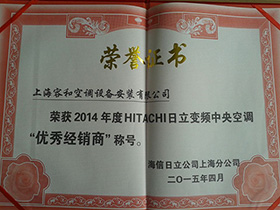 荣誉证书
上海容和空调设备安装有限公司
荣获2014年度HITACHI日立变频中央空调
“优秀经销商”称号。
海信日立公司上海分公司
二〇一五年四月